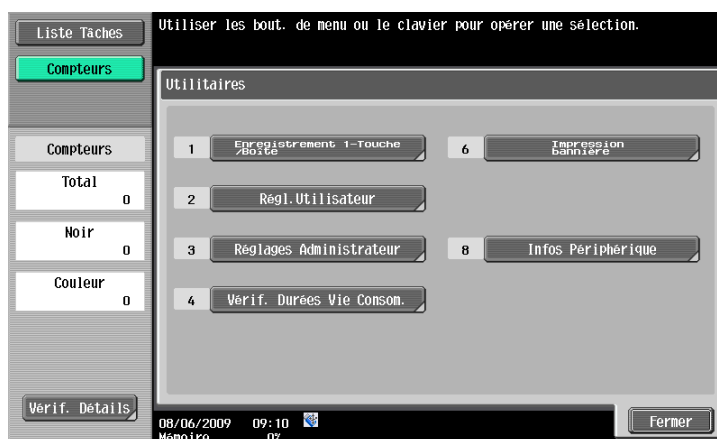 Liste Tâches
Utiliser les bout. de menu ou le clavier pour opérer une sélection.
Compteurs
Utilitaires
Compteurs
Total
0
Noir
0
Couleur
0
Vérif. Détails
1 Enregistrement 1-Touche
/Boîte
2 Régl.Utilisateur
3 Réglages Administrateur
4 Vérif. Durées Vie Consom.
6 Impression
bannière
8 Infos Périphérique
08/06/2009 09:10
Mémoire 0%
Fermer